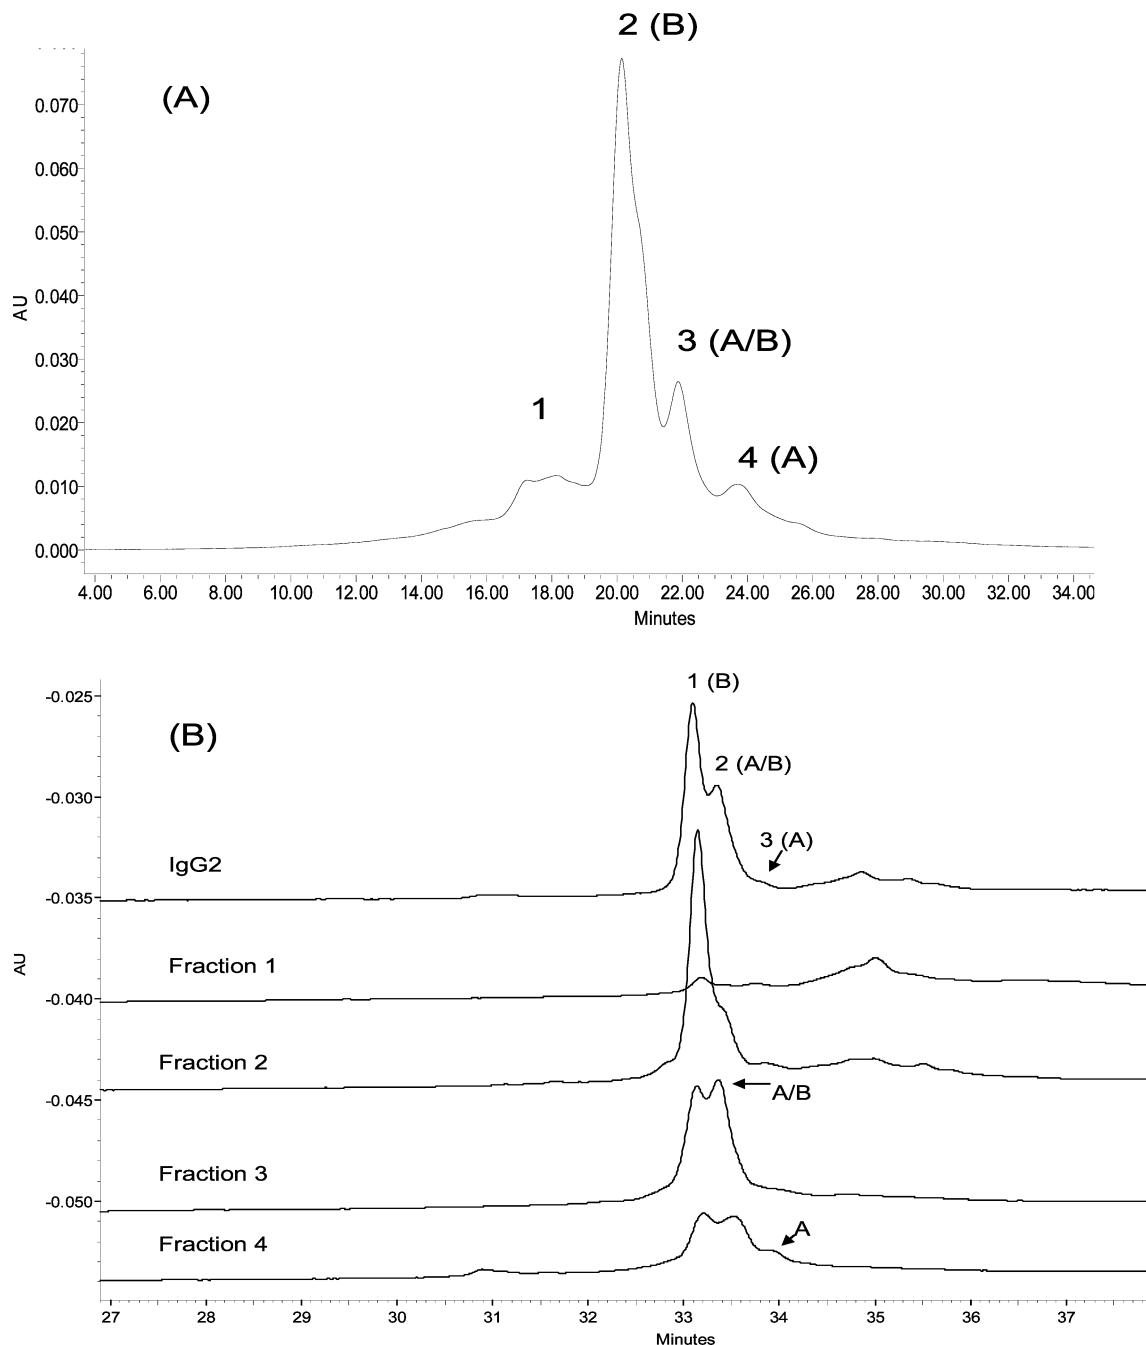 2 (B)
(A)
0.070
0.060
0.050
0.040
AU
3 (A/B)
0.030
1
0.020
4 (A)
0.010
0.000
4.00 6.00 8.00 10.00 12.00 14.00 16.00 18.00 20.00 22.00 24.00 26.00 28.00 30.00 32.00 34.00
Minutes
1 (B)
-0.025
(B)
2 (A/B)
-0.030
3 (A)
IgG2
-0.035
AU
Fraction 1
-0.040
Fraction 2
A/B
-0.045
Fraction 3
-0.050
A
Fraction 4
27 28 29 30 31 32 33 34 35 36 37
Minutes